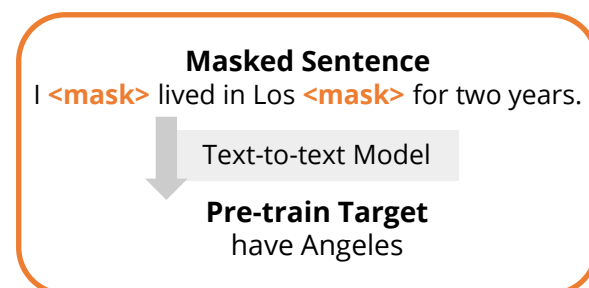 Masked Sentence
I <mask> lived in Los <mask> for two years.
Text-to-text Model
Pre-train Target
have Angeles